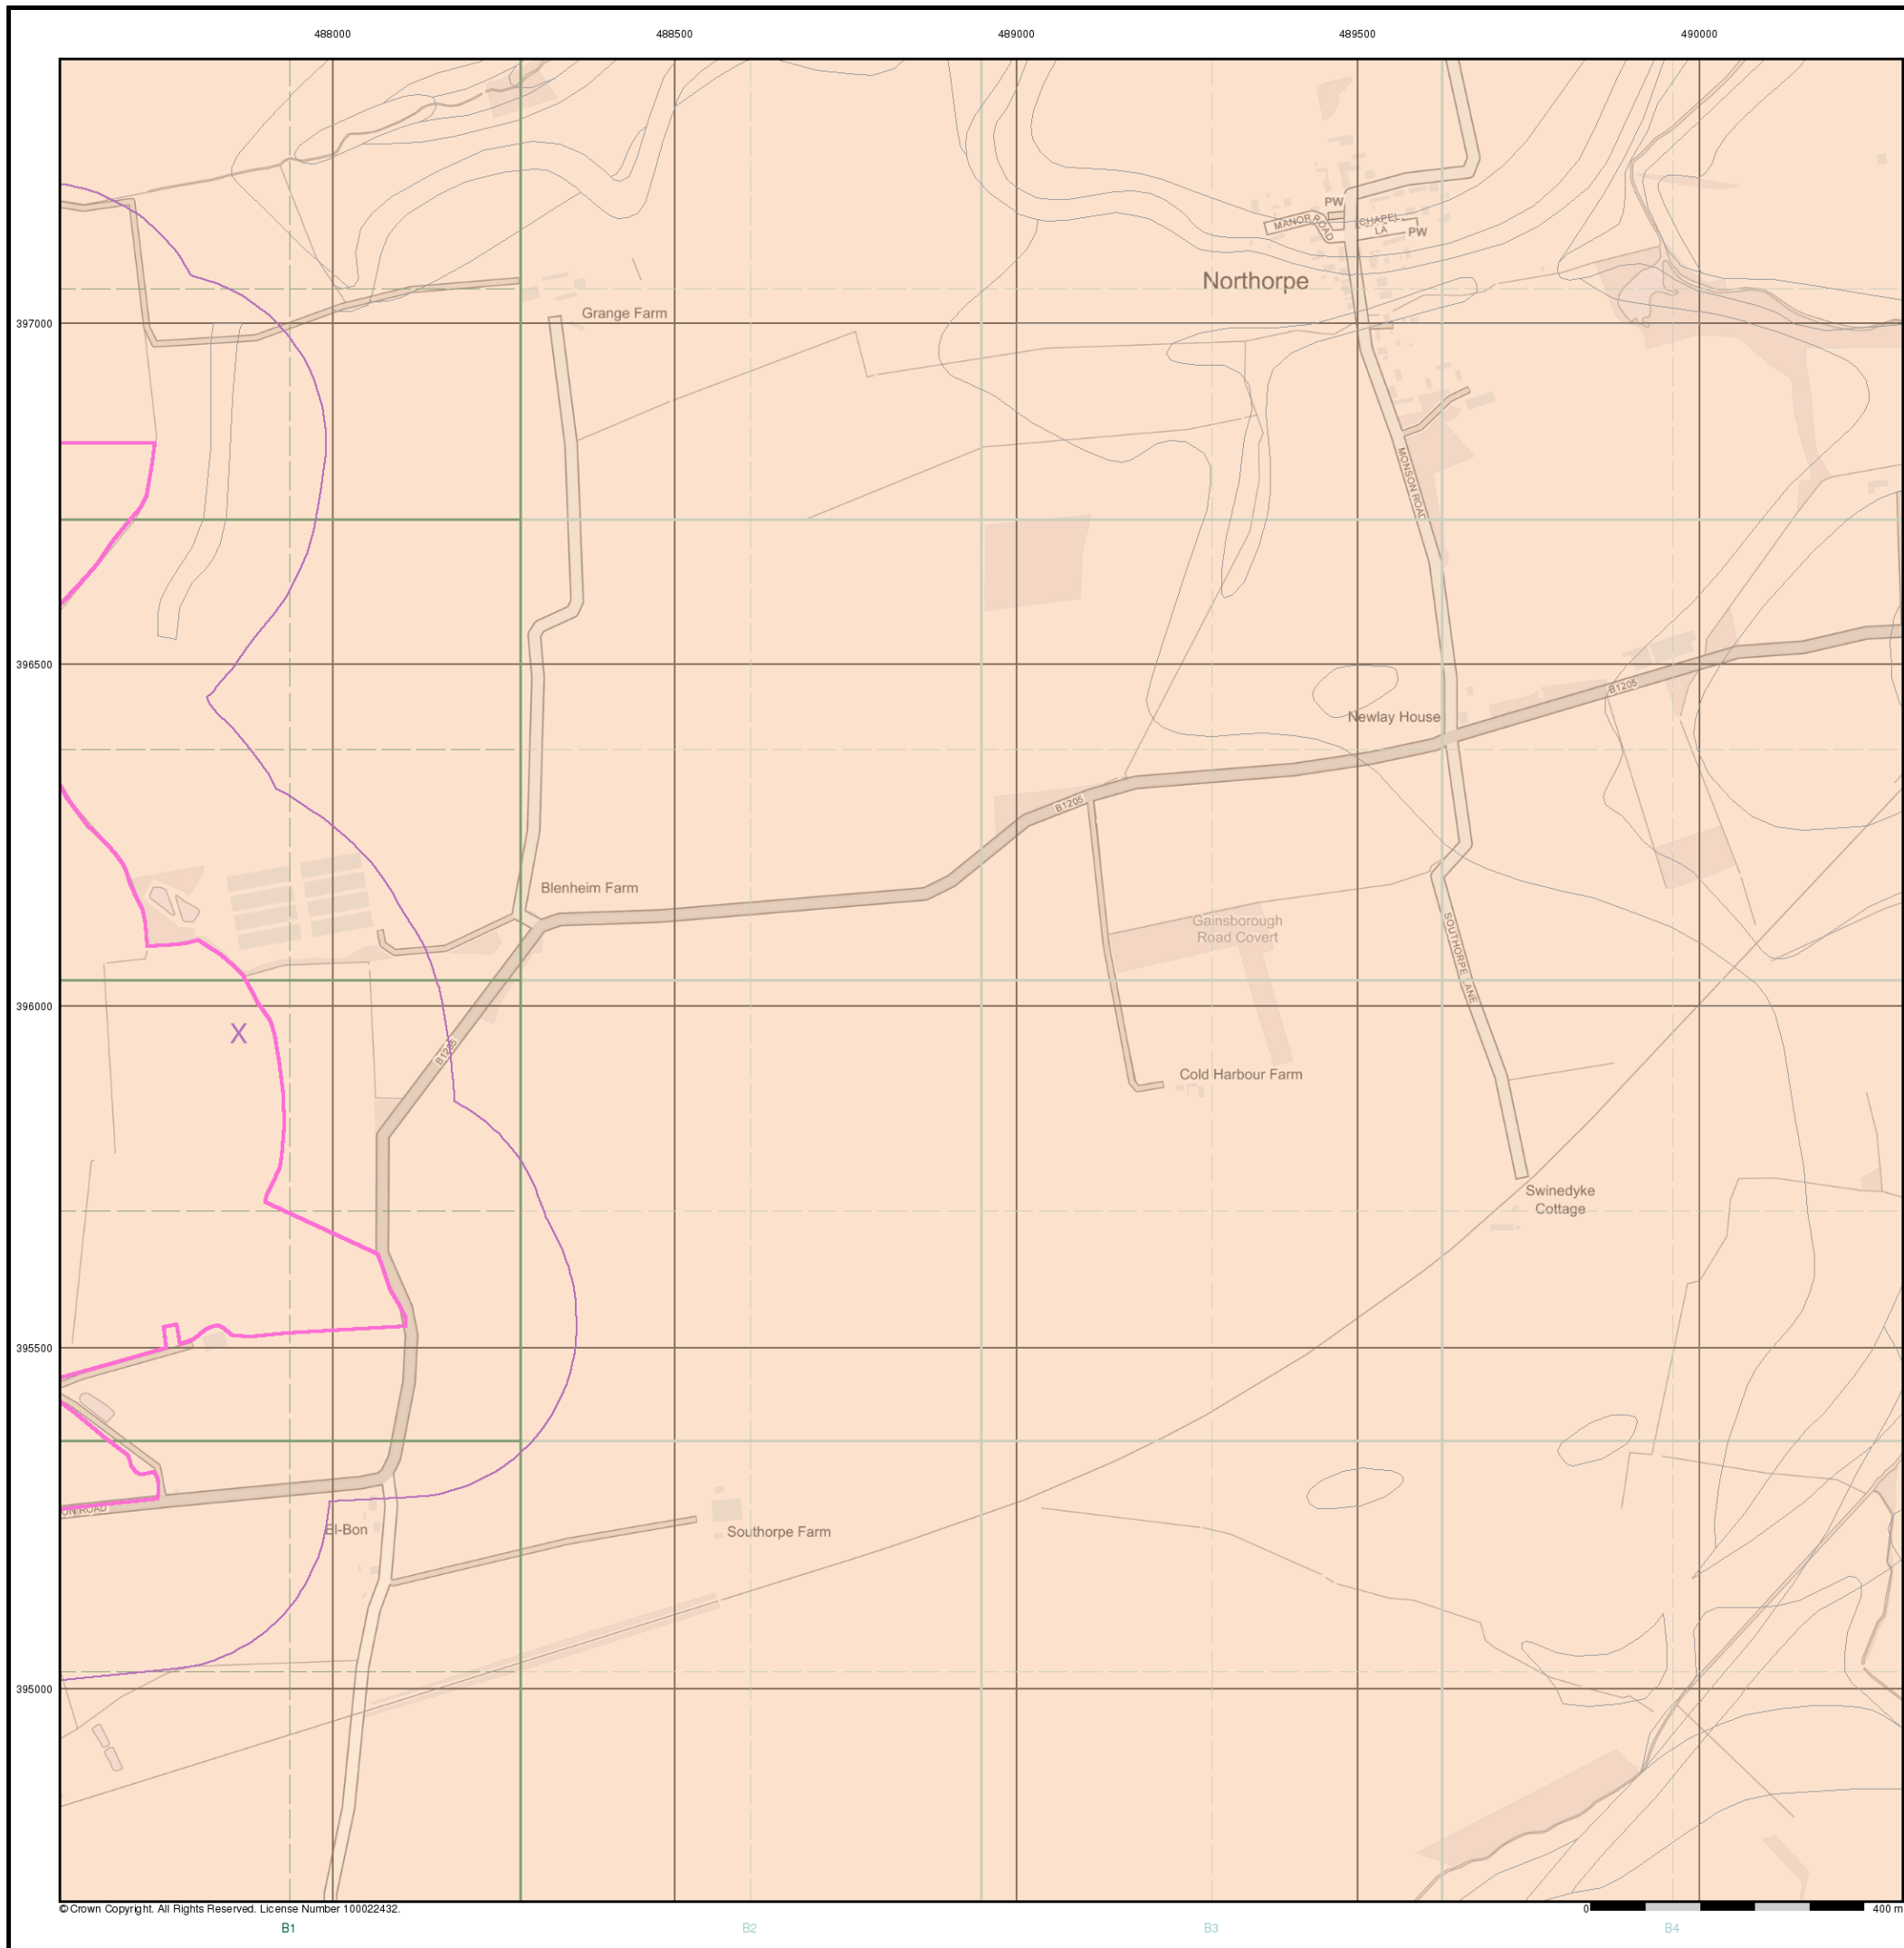 488000
488500
489000
489500
490000
PW
MANOR ROAD
CHAPEL
LA
PW
Northorpe
Grange Farm
397000
MONSON ROAD
396500
B1205
Newlay House
B1205
Blenheim Farm
Gainsborough
Road Covert
SOUTHORPE LANE
396000
X
B1205
Cold Harbour Farm
Swinedyke
Cottage
395500
ON ROAD
El-Bon
Southorpe Farm
395000
© Crown Copyright. All Rights Reserved. License Number 100022432.
0
400 m
B1
B2
B3
B4